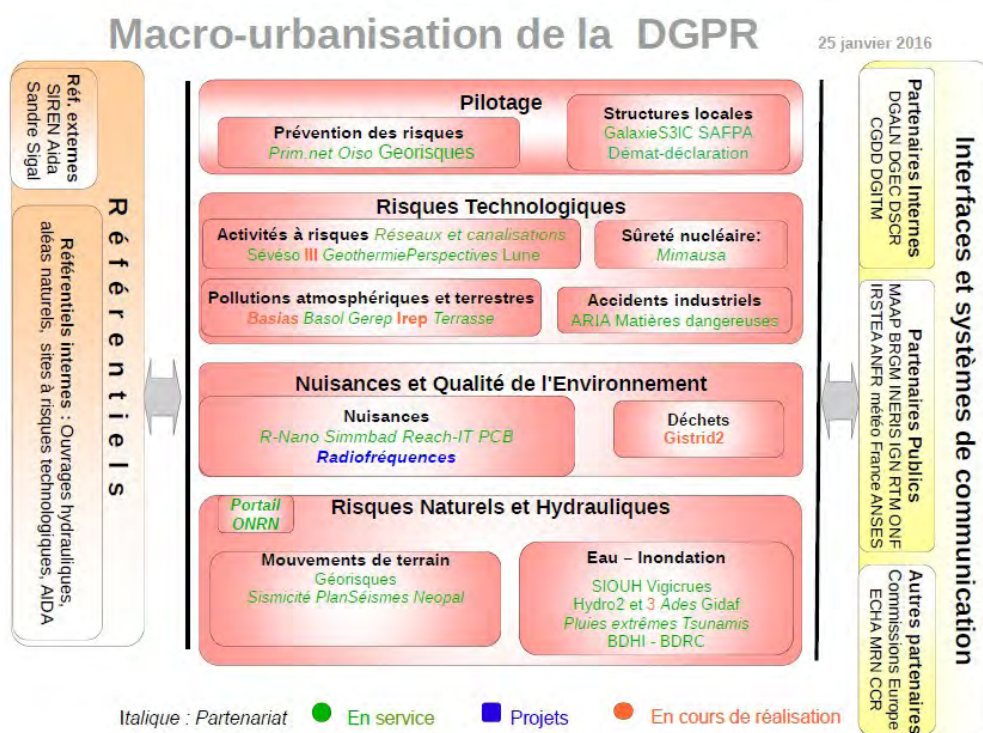 Macro-urbanisation de la DGPR
25 janvier 2016
Réf. externes
SIREN Aida
Sandre Sigal
Référentiels
Référentiels internes : Ouvrages hydrauliques,
aléas naturels, sites à risques technologiques, AIDA
Pilotage
Prévention des risques
Prim.net Oiso Georisques
Structures locales
GalaxieS3IC SAFPA
Démat-déclaration
Risques Technologiques
Activités à risques Réseaux et canalisations
Sévéso III GeothermiePerspectives Lune
Sûreté nucléaire:
Mimausa
Pollutions atmosphériques et terrestres
Basias Basol Gerep Irep Terrasse
Accidents industriels
ARIA Matières dangereuses
Nuisances et Qualité de l'Environnement
Nuisances
R-Nano Simmbad Reach-IT PCB
Radiofréquences
Déchets
Gistrid2
Portail
ONRN
Risques Naturels et Hydrauliques
Mouvements de terrain
Géorisques
Sismicité PlanSéismes Neopal
Eau – Inondation
SIOUH Vigicrues
Hydro2 et 3 Ades Gidaf
Pluies extrêmes Tsunamis
BDHI - BDRC
Interfaces et systèmes de communication
Partenaires Internes
DGALN DGEC DSCR
CGDD DGITM
Partenaires Publics
MAAP BRGM INERIS IGN RTM ONF
IRSTEA ANFR météo France ANSES
Autres partenaires
Commissions Europe
ECHA MRN CCR
Italique : Partenariat
En service
Projets
En cours de réalisation